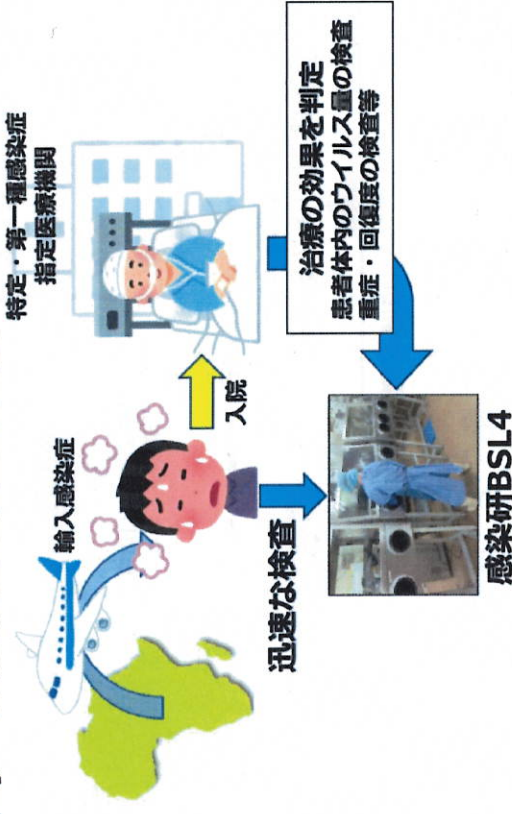 特定・第一種感染症
指定医療機関
輸入感染症
入院
迅速な検査
治療の効果を判定
患者体内のウイルス量の検査
重症・回復度の検査等
感染研BSL4